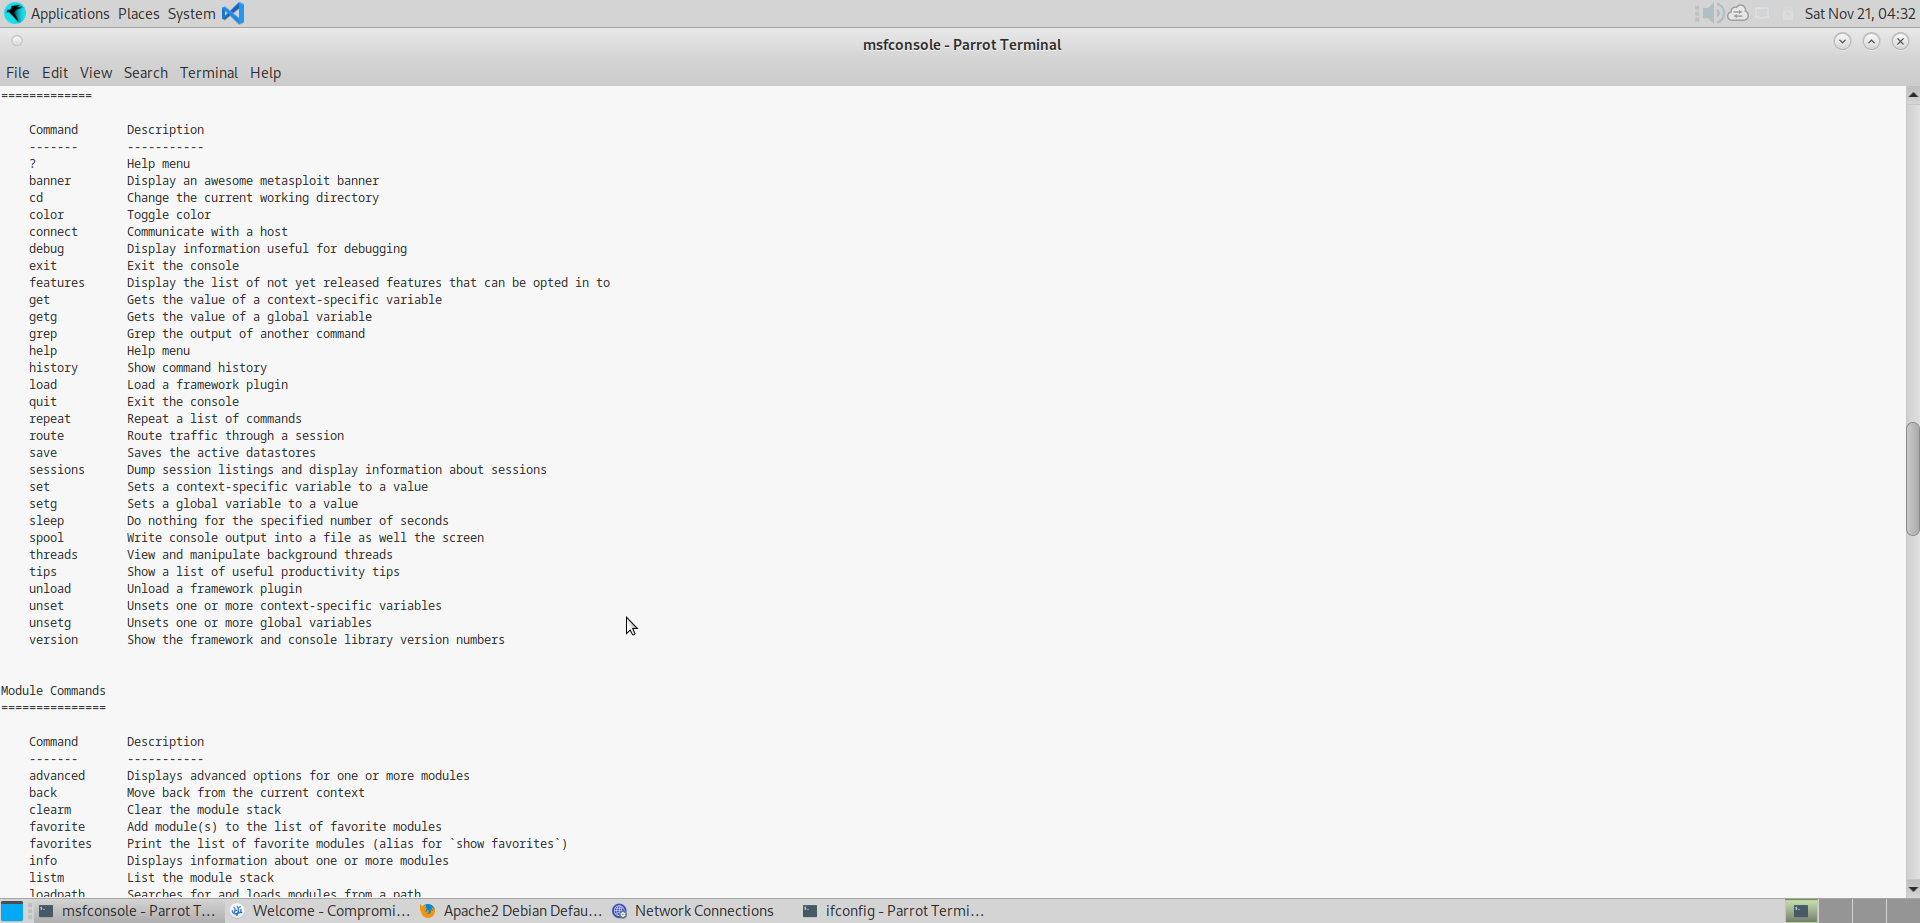 Applications Places System Sat Nov 21, 04:32
msfconsole - Parrot Terminal
File Edit View Search Terminal Help
=============
Command Description
------- -----------
? Help menu
banner Display an awesome metasploit banner
cd Change the current working directory
color Toggle color
connect Communicate with a host
debug Display information useful for debugging
exit Exit the console
features Display the list of not yet released features that can be opted in to
get Gets the value of a context-specific variable
getg Gets the value of a global variable
grep Grep the output of another command
help Help menu
history Show command history
load Load a framework plugin
quit Exit the console
repeat Repeat a list of commands
route Route traffic through a session
save Saves the active datastores
sessions Dump session listings and display information about sessions
set Sets a context-specific variable to a value
setg Sets a global variable to a value
sleep Do nothing for the specified number of seconds
spool Write console output into a file as well the screen
threads View and manipulate background threads
tips Show a list of useful productivity tips
unload Unload a framework plugin
unset Unsets one or more context-specific variables
unsetg Unsets one or more global variables
version Show the framework and console library version numbers
Module Commands
===============
Command Description
------- -----------
advanced Displays advanced options for one or more modules
back Move back from the current context
clearm Clear the module stack
favorite Add module(s) to the list of favorite modules
favorites Print the list of favorite modules (alias for `show favorites`)
info Displays information about one or more modules
listm List the module stack
loadpath Searches for and loads modules from a path
msfconsole - Parrot T... Welcome - Compromi... Apache2 Debian Defau... Network Connections ifconfig - Parrot Termi...